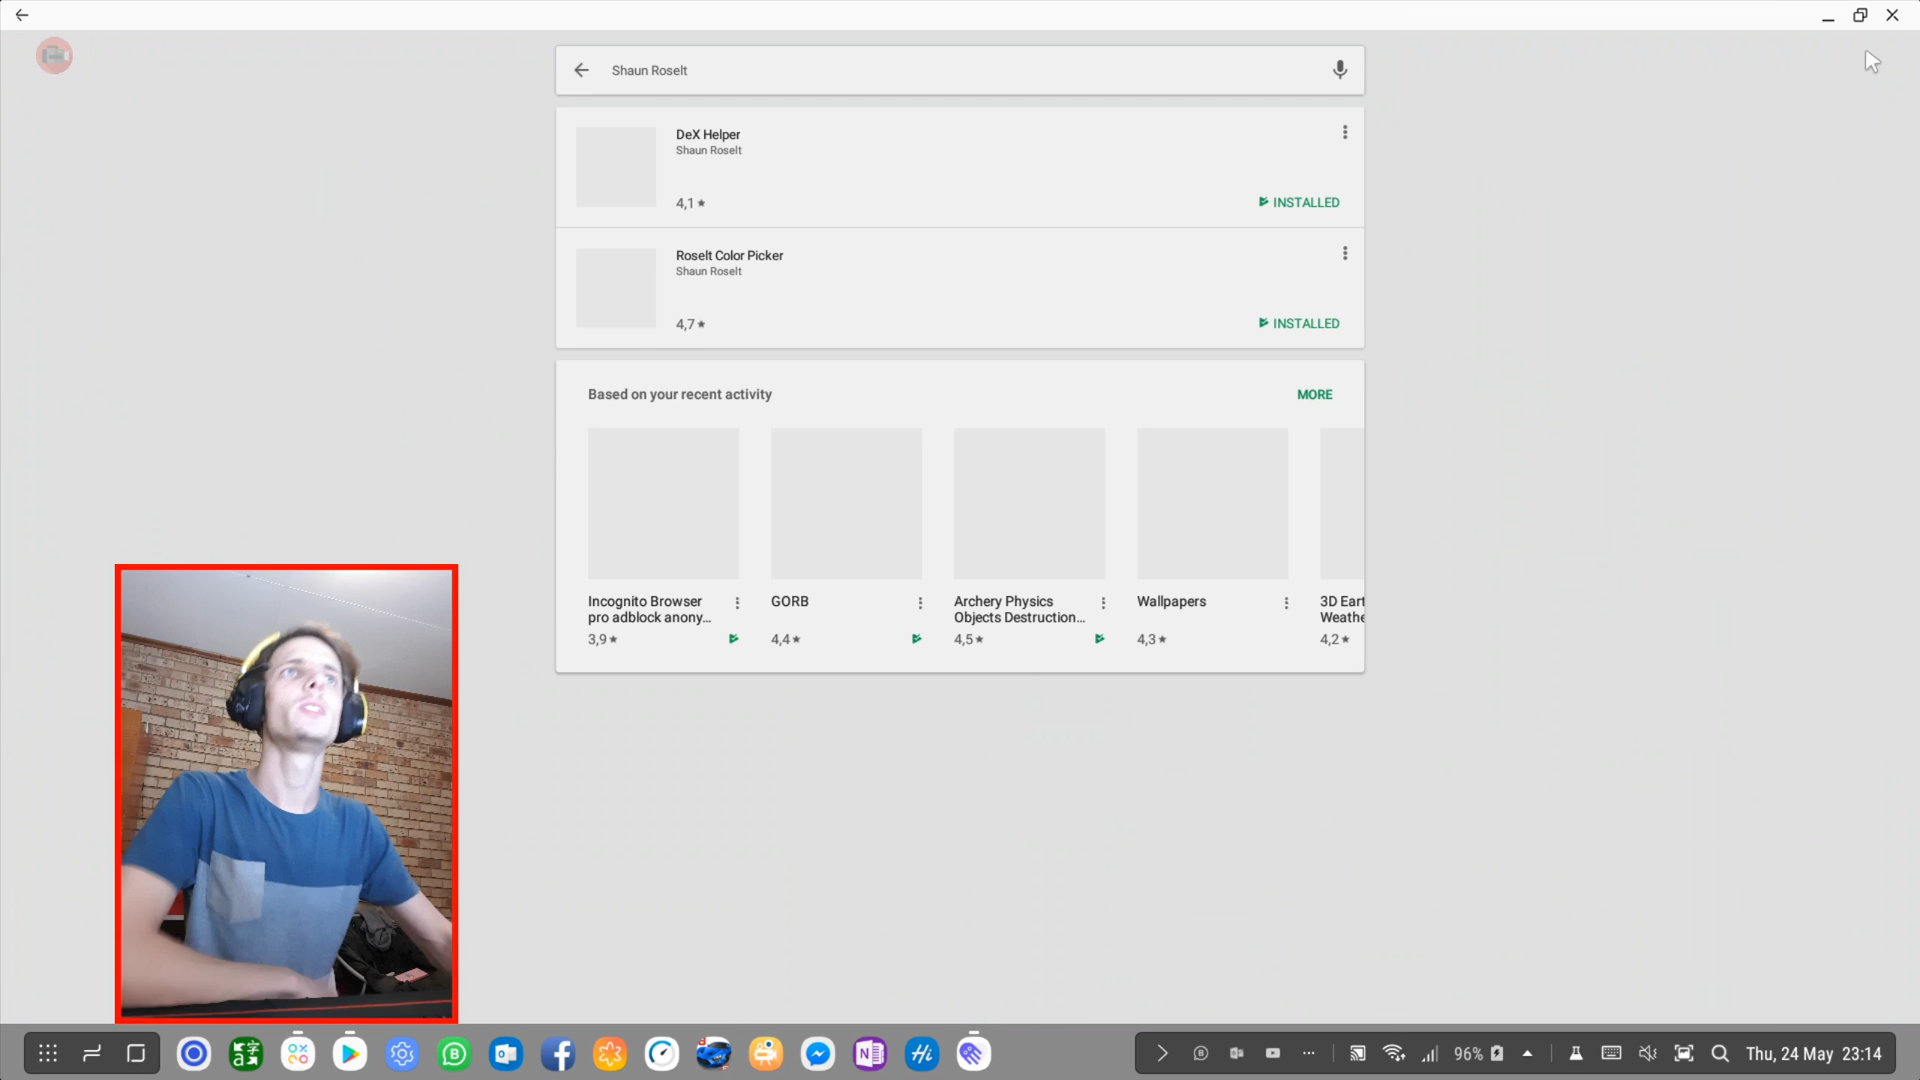 Shaun Roselt
DeX Helper
Shaun Roselt
4,1★
INSTALLED
Roselt Color Picker
Shaun Roselt
4,7★
INSTALLED
Based on your recent activity
MORE
Incognito Browser
pro adblock anony...
3,9★
GORB
4,4★
Archery Physics
Objects Destruction...
4,5★
Wallpapers
4,3★
3D Eart
Weathe
4,2★
96%
Thu, 24 May 23:14